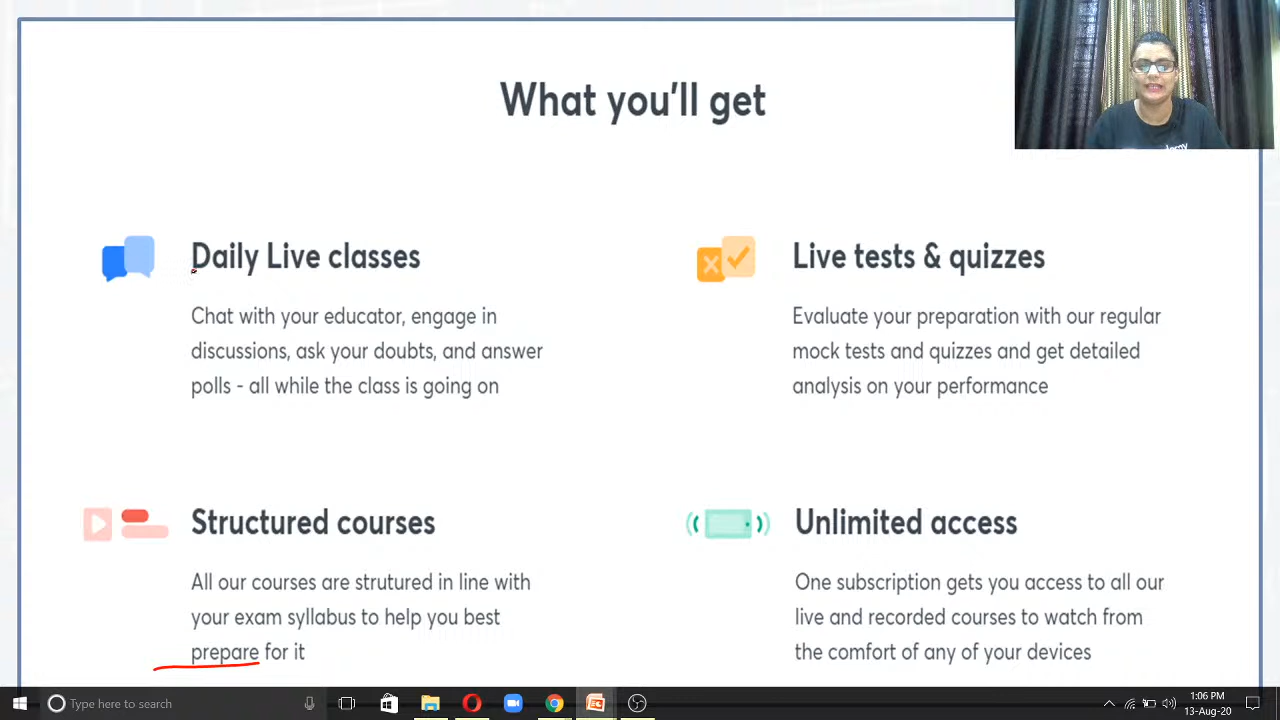 What you'll get
Daily Live classes
Chat with your educator, engage in
discussions, ask your doubts, and answer
polls - all while the class is going on
Live tests & quizzes
Evaluate your preparation with our regular
mock tests and quizzes and get detailed
analysis on your performance
Structured courses
All our courses are strutured in line with
your exam syllabus to help you best
prepare for it
Unlimited access
One subscription gets you access to all our
live and recorded courses to watch from
the comfort of any of your devices
Type here to search
1:06 PM
13-Aug-20